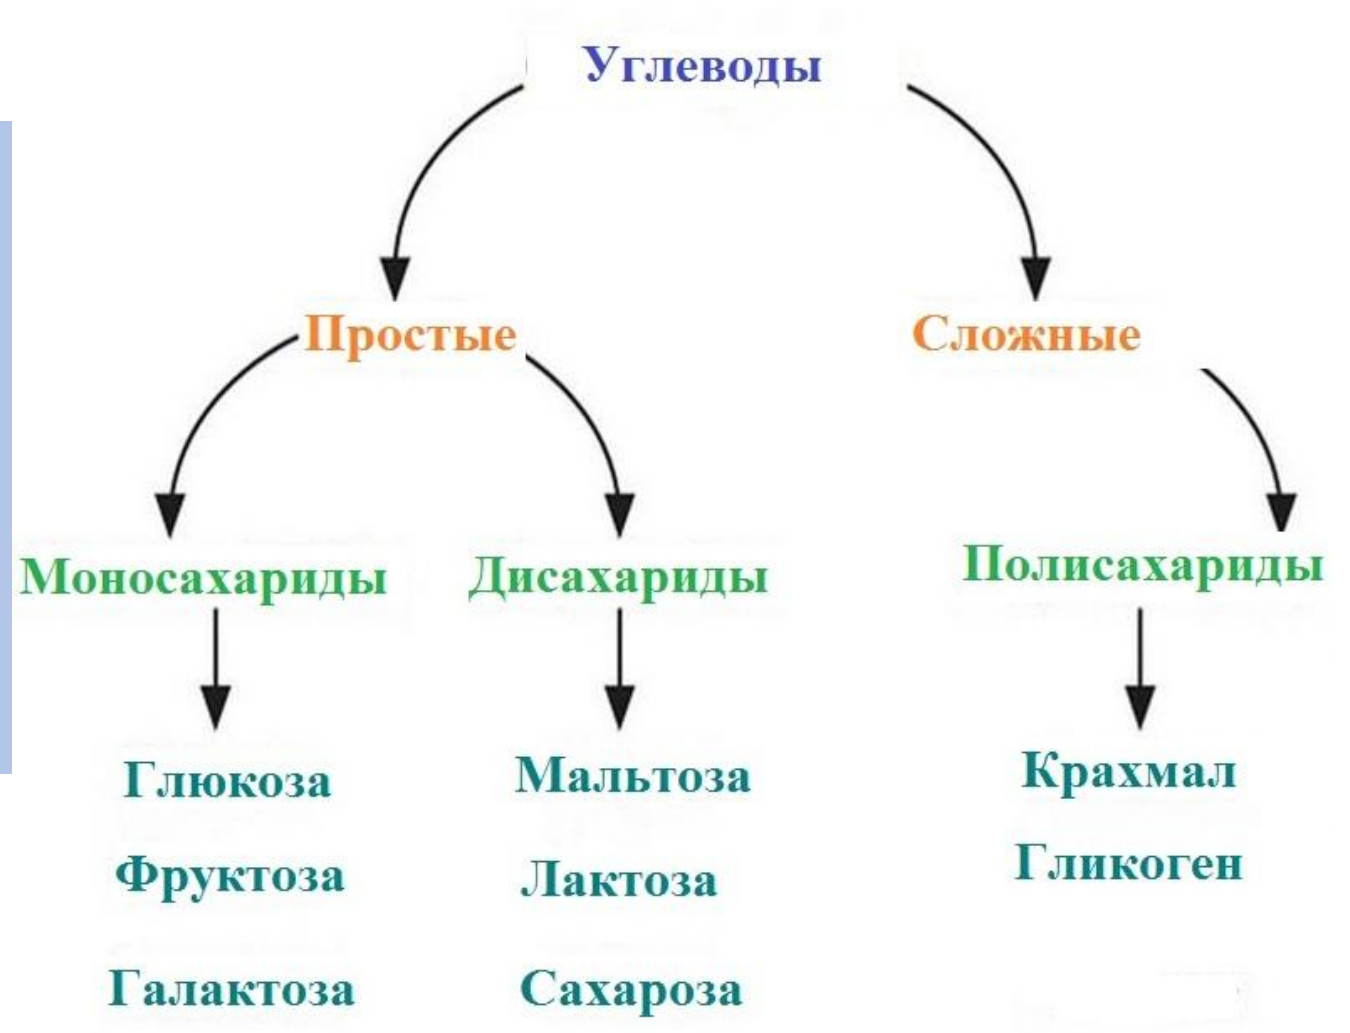 Углеводы
Простые
Сложные
Моносахариды
Дисахариды
Полисахариды
Глюкоза
Мальтоза
Крахмал
Фруктоза
Лактоза
Гликоген
Галактоза
Сахароза